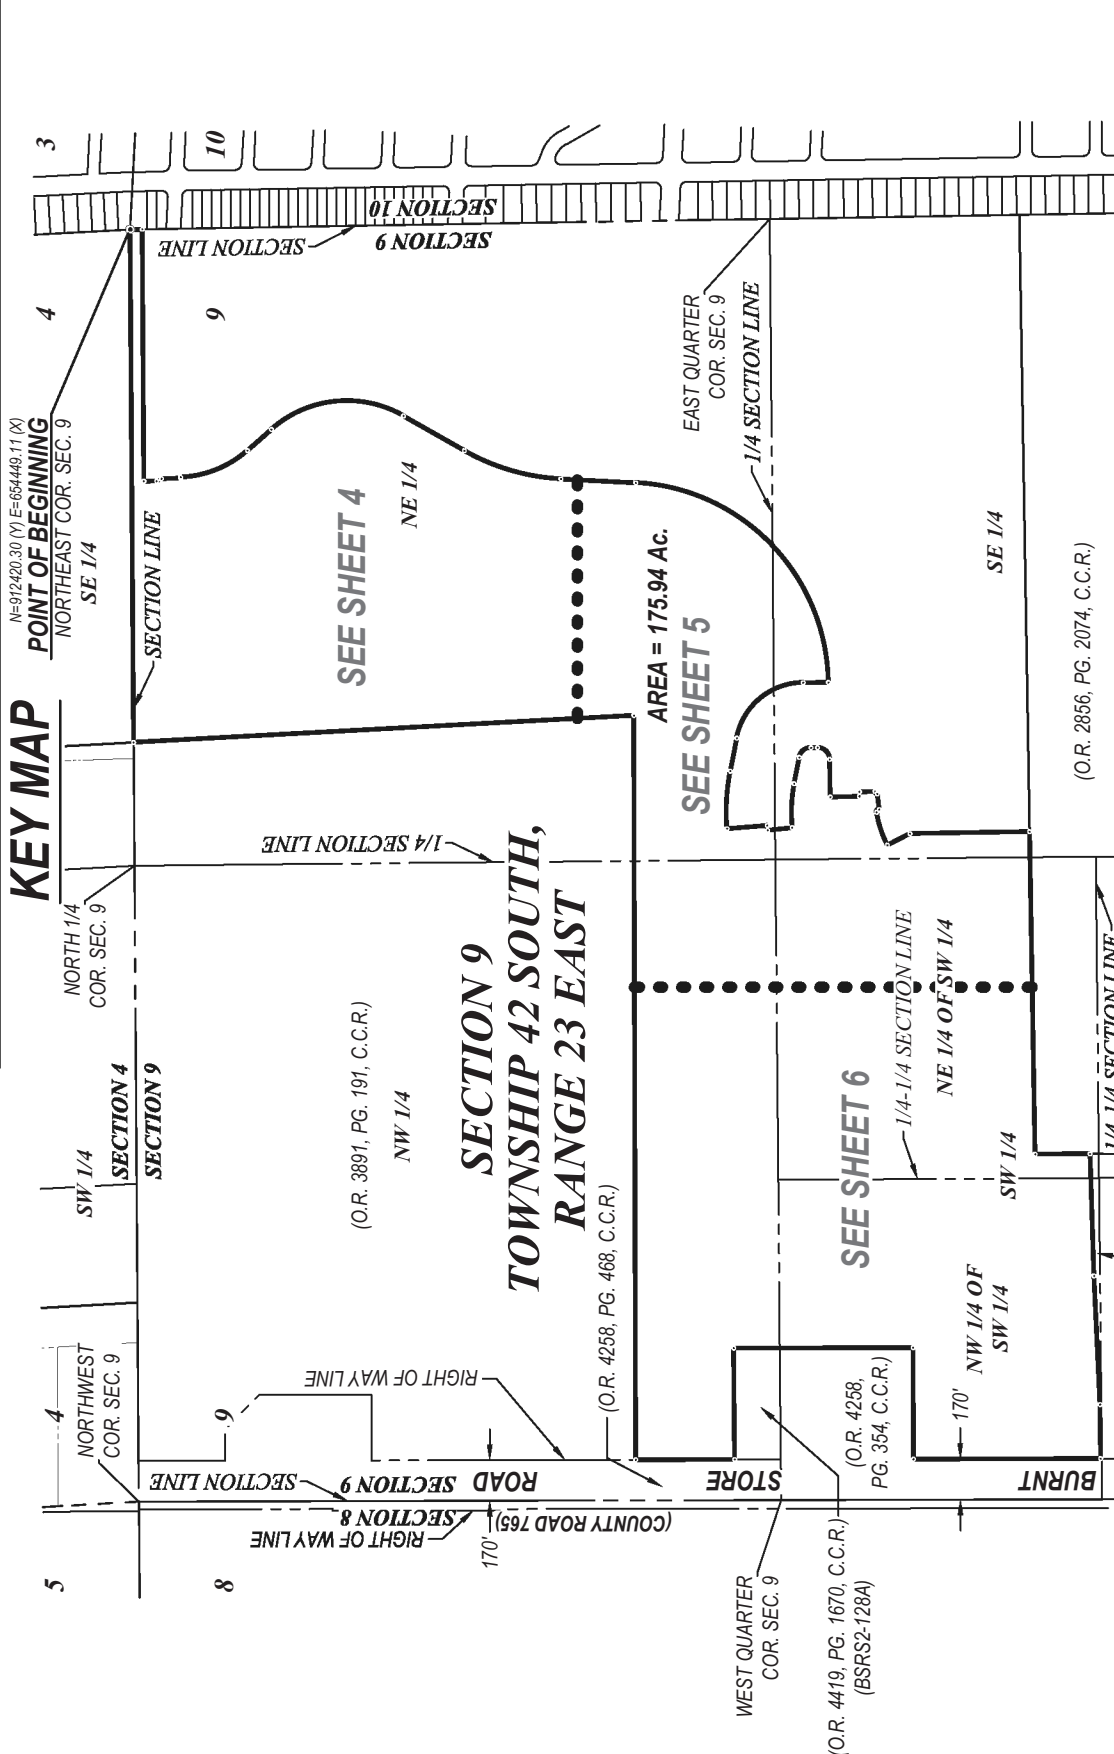 KEY MAP
N=912420.30 (Y) E=654449.11 (X)
POINT OF BEGINNING
NORTHEAST COR. SEC. 9
SE 1/4
4
3
NORTH 1/4
COR. SEC. 9
SW 1/4
SECTION 4
SECTION 9
4
NORTHWEST
COR. SEC. 9
5
8
9
9
10
SECTION LINE
SECTION LINE
SECTION 10
SECTION 9
SEE SHEET 4
NE 1/4
1/4 SECTION LINE
(O.R. 3891, PG. 191, C.C.R.)
NW 1/4
SECTION 9
TOWNSHIP 42 SOUTH,
RANGE 23 EAST
(O.R. 4258, PG. 468, C.C.R.)
RIGHT OF WAY LINE
SECTION LINE
SECTION 9
SECTION 8
RIGHT OF WAY LINE
170'
(COUNTY ROAD 765)
BURNT
STORE
ROAD
AREA = 175.94 Ac.
SEE SHEET 5
EAST QUARTER
COR. SEC. 9
1/4 SECTION LINE
WEST QUARTER
COR. SEC. 9
(O.R. 4419, PG. 1670, C.C.R.)
(BSRS2-128A)
(O.R. 4258,
PG. 354, C.C.R.)
SEE SHEET 6
1/4-1/4 SECTION LINE
NE 1/4 OF SW 1/4
170'
NW 1/4 OF
SW 1/4
SW 1/4
SE 1/4
(O.R. 2856, PG. 2074, C.C.R.)
1/4-1/4 SECTION LINE